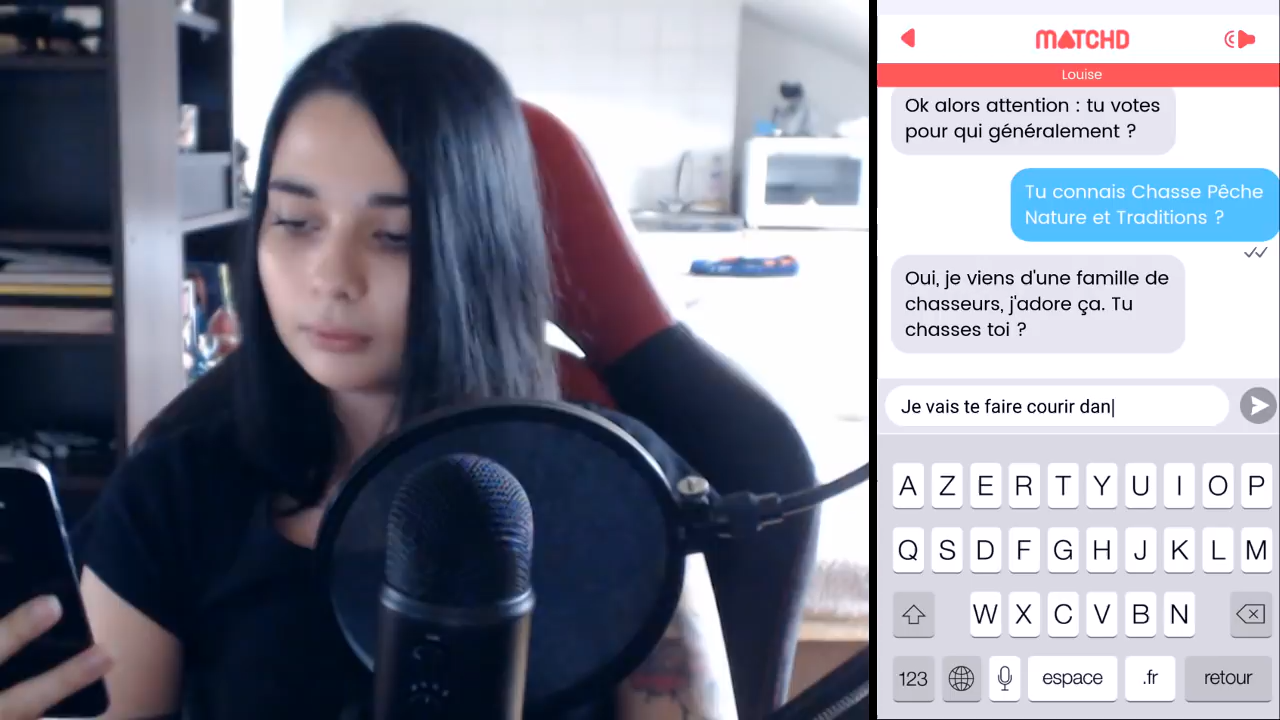 MATCHD
Louise
Ok alors attention : tu votes
pour qui généralement ?
Tu connais Chasse Pêche
Nature et Traditions ?
Oui, je viens d'une famille de
chasseurs, j'adore ça. Tu
chasses toi ?
Je vais te faire courir dan
A Z E R T Y U I O P
Q S D F G H J K L M
W X C V B N
123 espace .fr retour